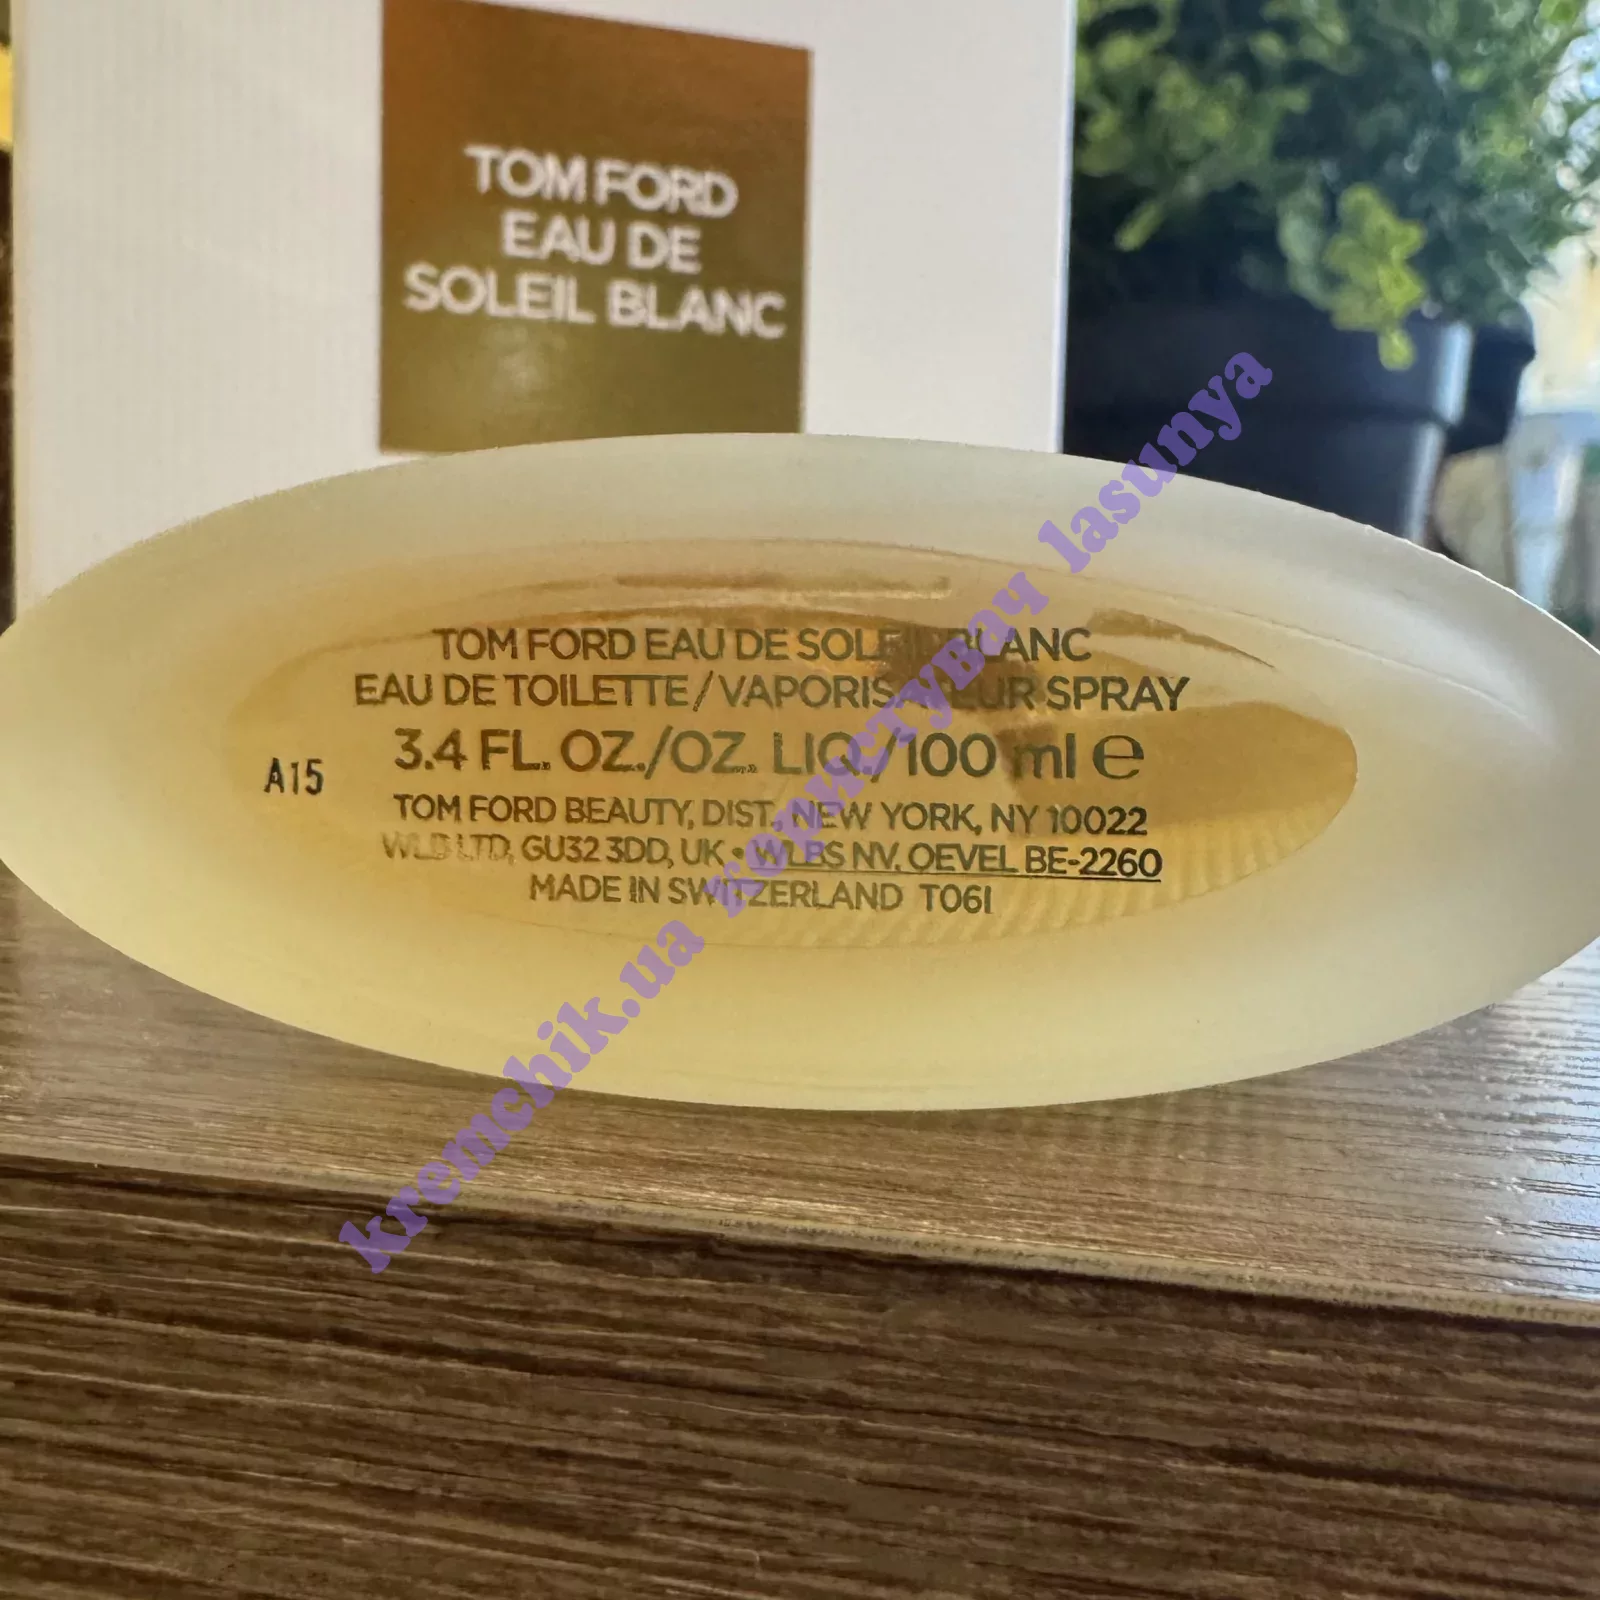 TOM FORD
EAU DE
SOLEIL BLANC
TOM FORD EAU DE SOLEIL BLANC
EAU DE TOILETTE/VAPORISATEUR SPRAY
A15
3.4 FL. OZ./OZ. LIQ./100 ml e
TOM FORD BEAUTY, DIST., NEW YORK, NY 10022
WLB LTD, GU32 3DD, UK • WLBS NV, OEVEL BE-2260
MADE IN SWITZERLAND T06I
kremchik.ua користувач lasunya